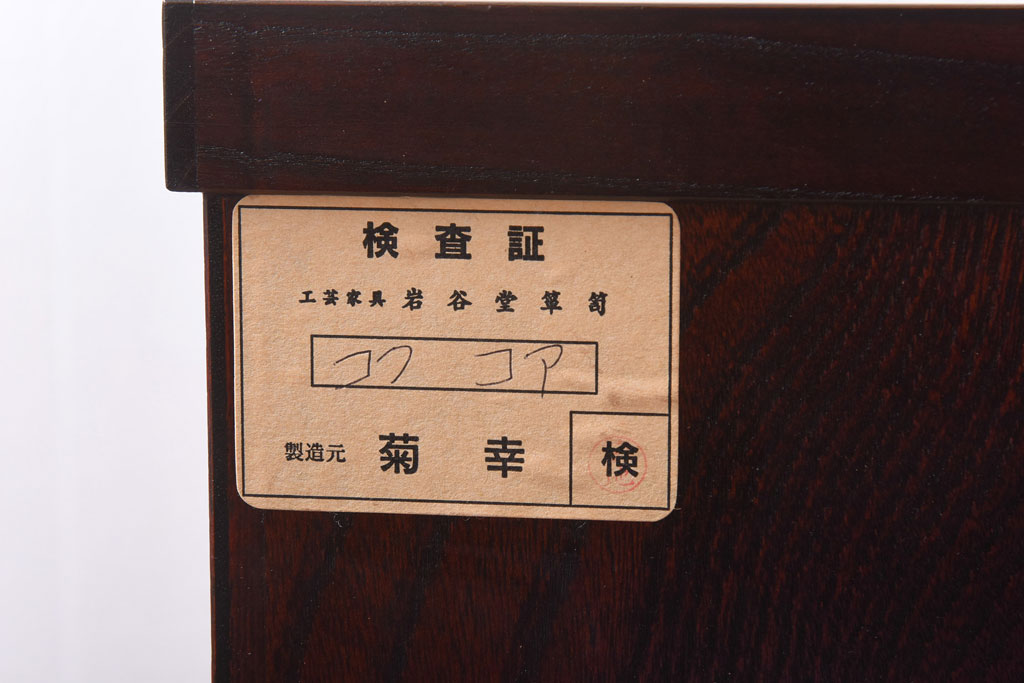 検査証
工芸家具 岩谷堂箪笥
コク コア
製造元 菊幸
検